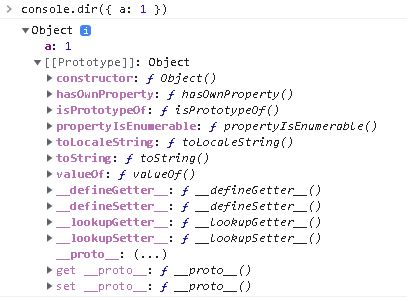 > console.dir({ a: 1 })
▼Object i
a: 1
▼[[Prototype]]: Object
▶constructor: ƒ Object()
▶hasOwnProperty: ƒ hasOwnProperty()
▶isPrototypeOf: ƒ isPrototypeOf()
▶propertyIsEnumerable: ƒ propertyIsEnumerable()
▶toLocaleString: ƒ toLocaleString()
▶toString: ƒ toString()
▶valueOf: ƒ valueOf()
▶__defineGetter__: ƒ __defineGetter__()
▶__defineSetter__: ƒ __defineSetter__()
▶__lookupGetter__: ƒ __lookupGetter__()
▶__lookupSetter__: ƒ __lookupSetter__()
__proto__: (...)
▶get __proto__: ƒ __proto__()
▶set __proto__: ƒ __proto__()